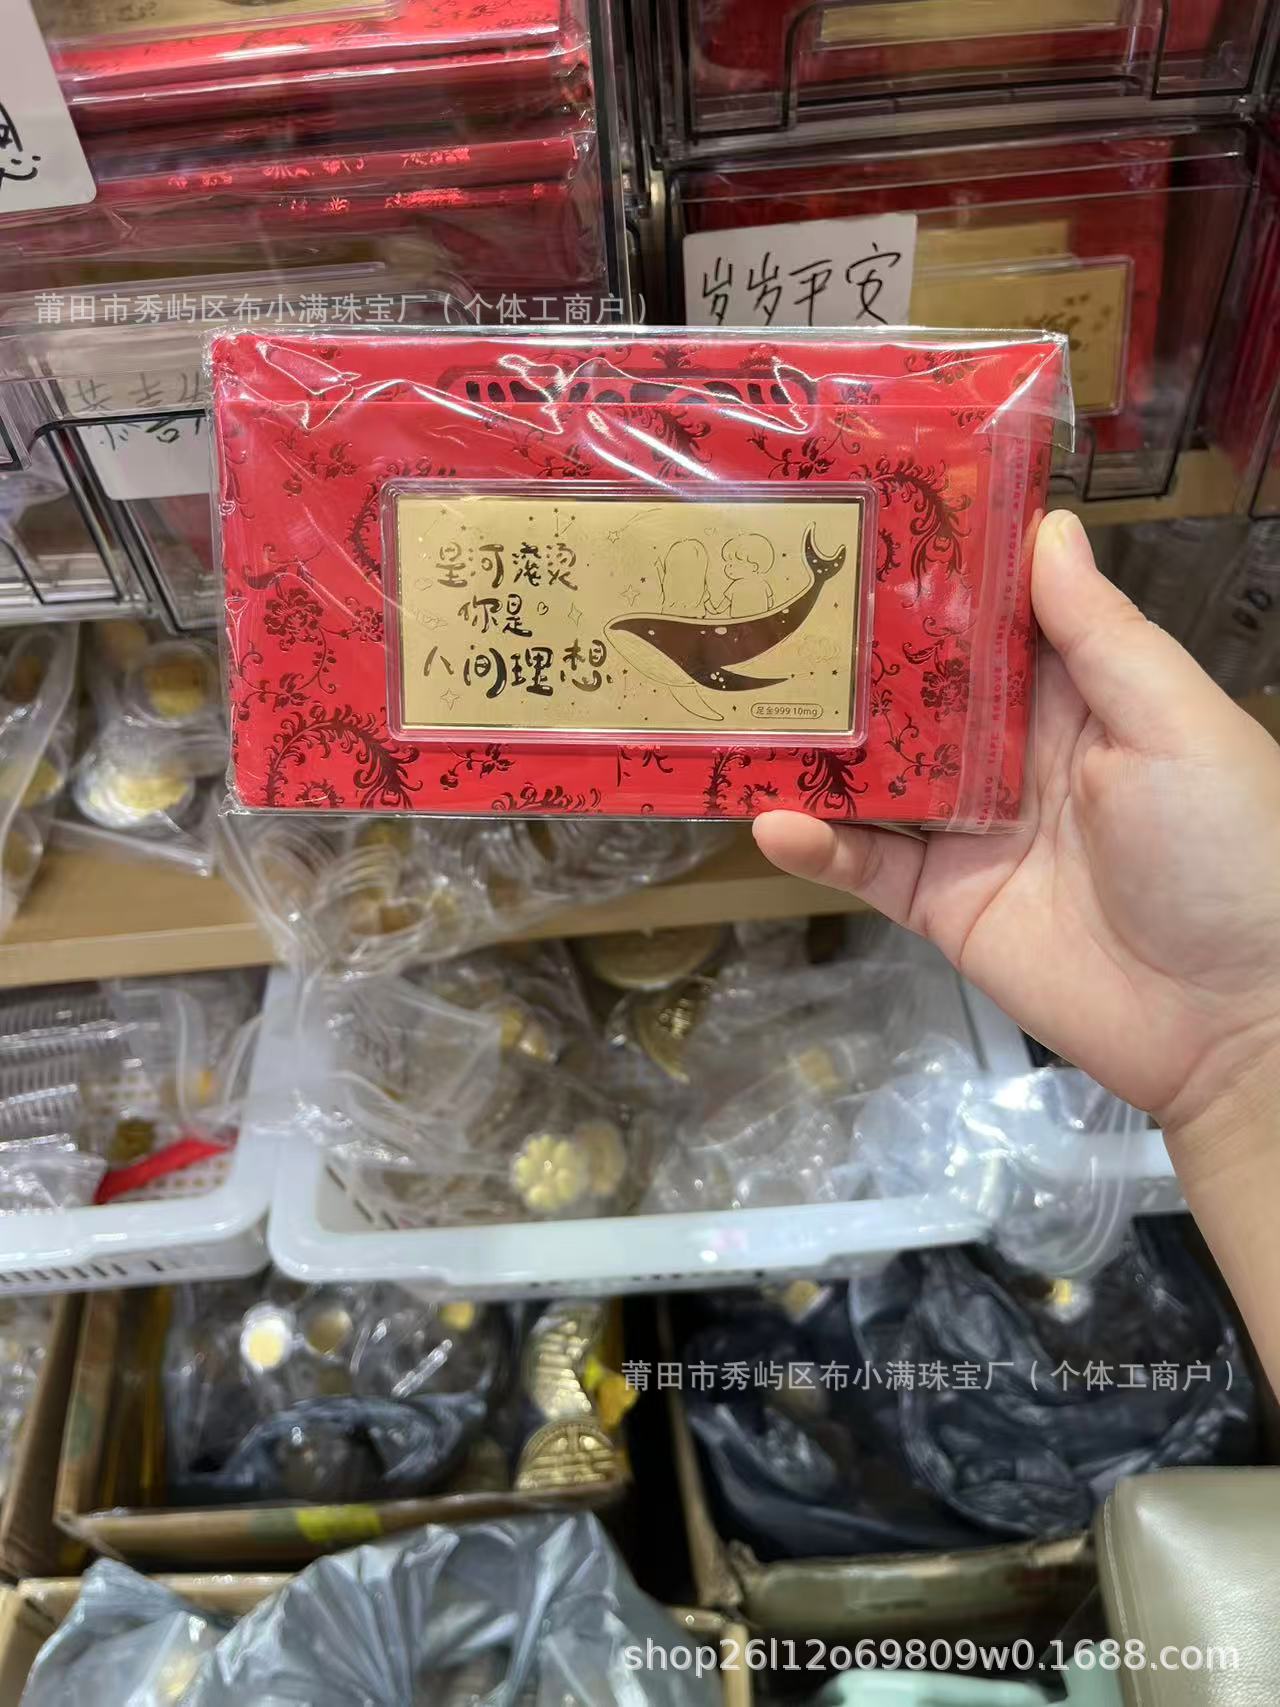 莆田市秀屿区布小满珠宝厂（个体工商户）
岁岁平安
星河滚烫
你是
人间理想
足金999 10mg
莆田市秀屿区布小满珠宝厂（个体工商户）
shop26l12o69809w0.1688.com